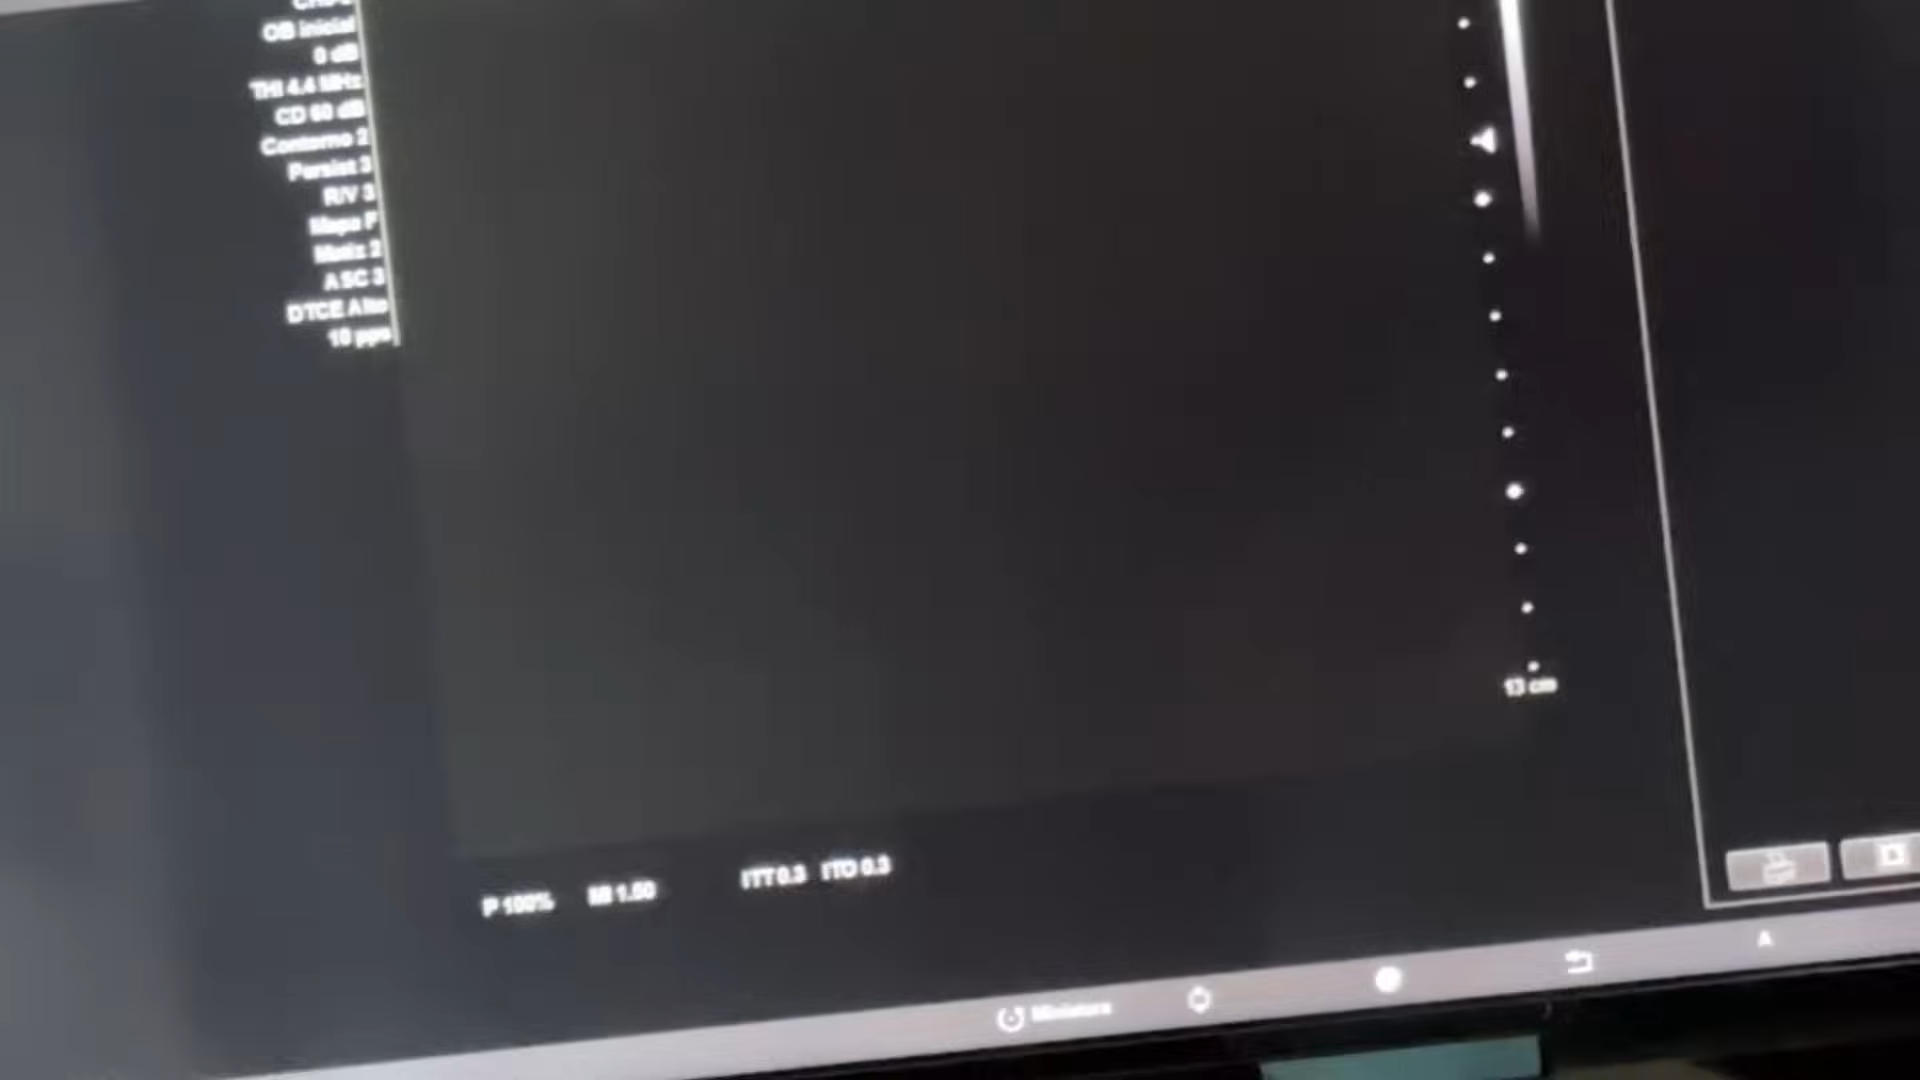 OB inicial
0 dB
THI 4.4 MHz
CD 60 dB
Contorno 2
Persist 3
R/V 3
Mapa F
Matiz 2
ASC 3
DTCE Alto
10 pps
13 cm
P 100% MI 1.50 ITT 0.3 ITO 0.3
Miniatura
A